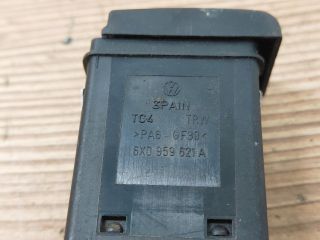 SPAIN
TC4 TRW
>PA6-GF30<
6X0 959 621 A